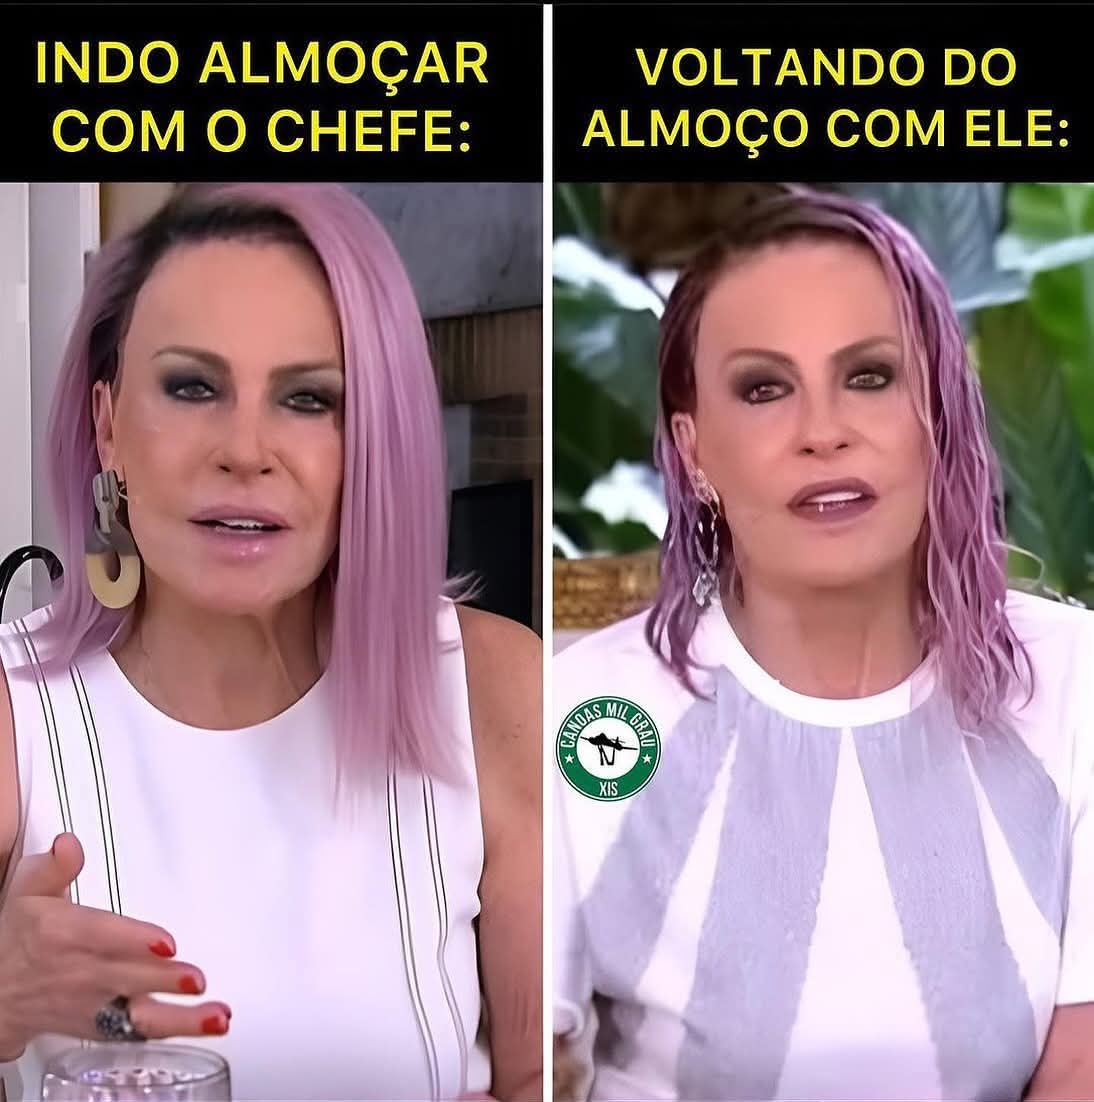 INDO ALMOÇAR
COM O CHEFE:
VOLTANDO DO
ALMOÇO COM ELE:
CANOAS MIL GRAU
XIS